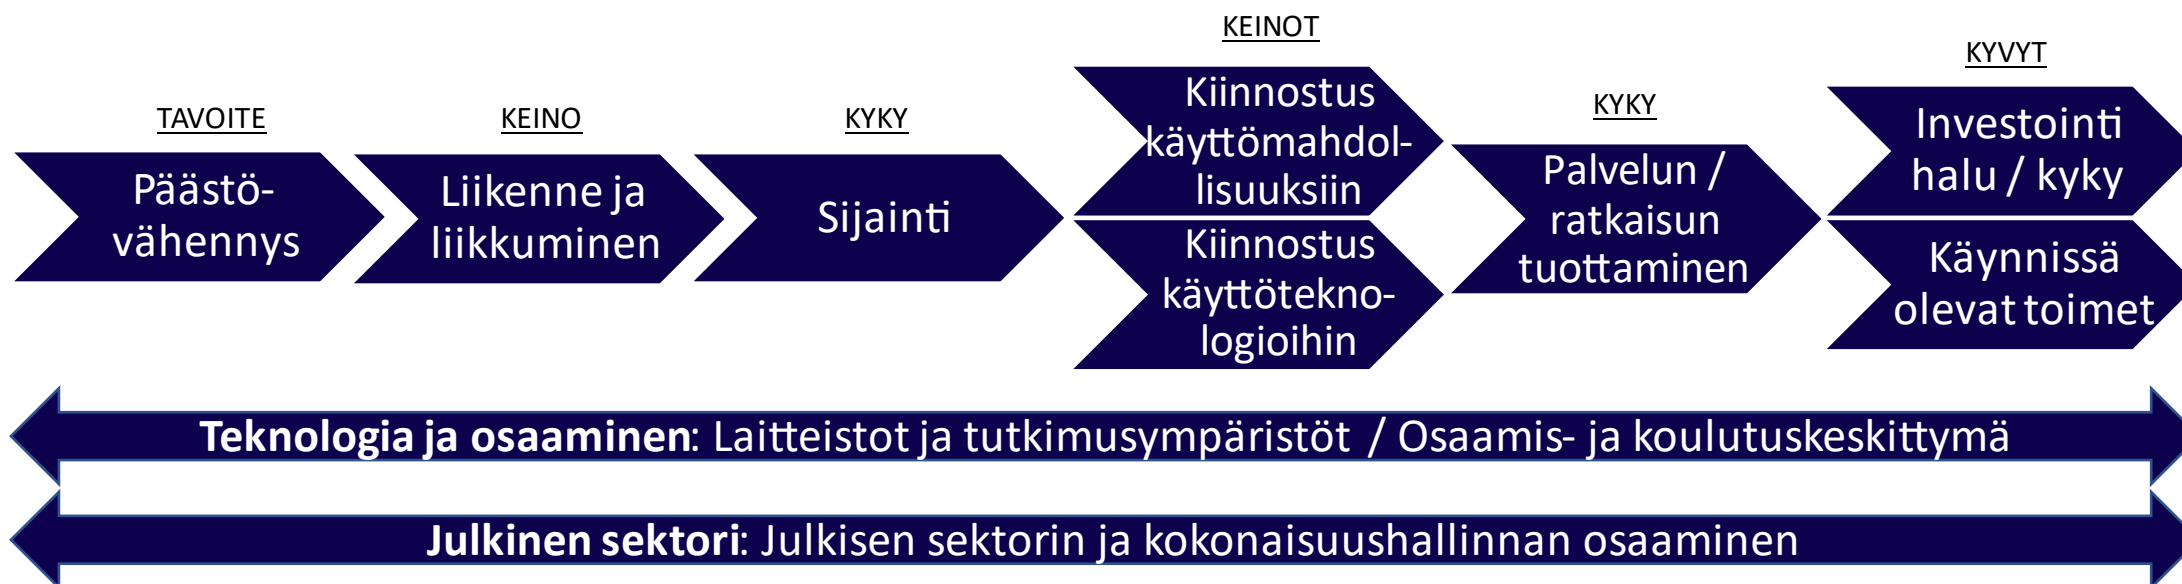 TAVOITE
Päästö-
vähennys
KEINO
Liikenne ja
liikkuminen
KYKY
Sijainti
KEINOT
Kiinnostus
käyttömahdol-
lisuuksiin
Kiinnostus
käyttötekno-
logioihin
KYKY
Palvelun /
ratkaisun
tuottaminen
KYVYT
Investointi
halu / kyky
Käynnissä
olevat toimet
Teknologia ja osaaminen: Laitteistot ja tutkimusympäristöt / Osaamis- ja koulutuskeskittymä
Julkinen sektori: Julkisen sektorin ja kokonaisuushallinnan osaaminen